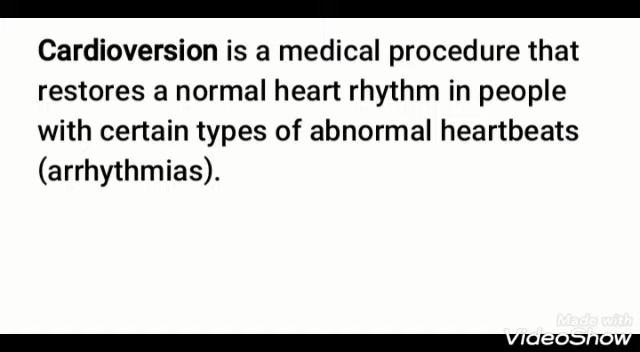 Cardioversion is a medical procedure that
restores a normal heart rhythm in people
with certain types of abnormal heartbeats
(arrhythmias).
Made with
VideoShow